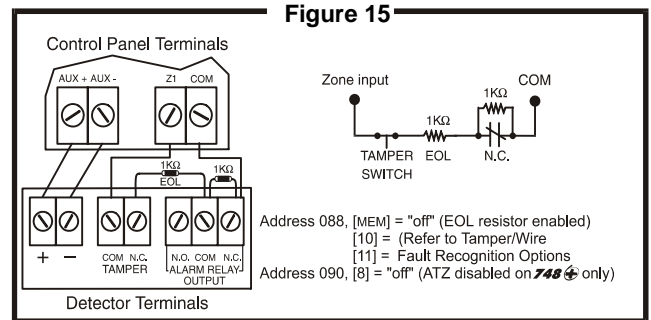 Figure 15
Control Panel Terminals
AUX + AUX - Z1 COM
1KΩ
EOL
1KΩ
+ - COM N.C. N.O. COM N.C.
TAMPER ALARM RELAY
OUTPUT
Detector Terminals
Zone input COM
1KΩ
1KΩ
TAMPER EOL N.C.
SWITCH
Address 088, [MEM] = "off" (EOL resistor enabled)
[10] = (Refer to Tamper/Wire
[11] = Fault Recognition Options
Address 090, [8] = "off" (ATZ disabled on 748 + only)